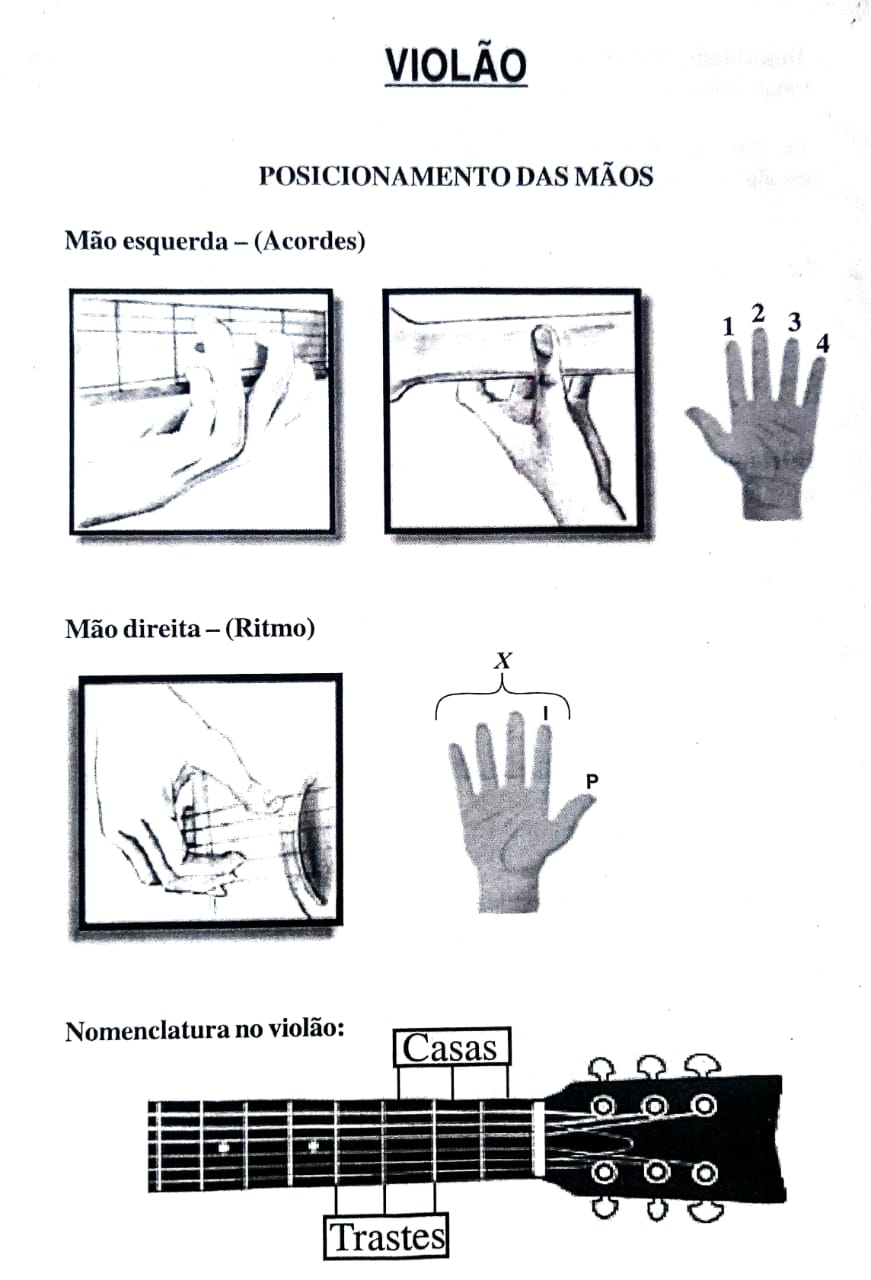 VIOLÃO
POSICIONAMENTO DAS MÃOS
Mão esquerda – (Acordes)
1 2 3 4
Mão direita – (Ritmo)
X
I
P
Nomenclatura no violão:
Casas
Trastes